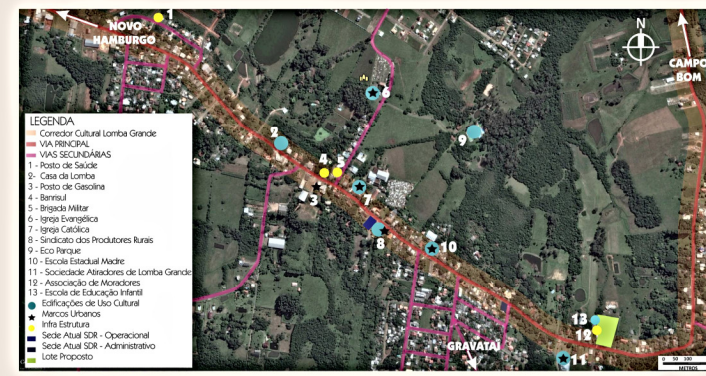 NOVO
HAMBURGO
1
N
CAMPO
BOM
6
2
9
4 5
3
7
8
10
13
12
11
GRAVATAÍ
0 50 100
METROS
LEGENDA
Corredor Cultural Lomba Grande
VIA PRINCIPAL
VIAS SECUNDÁRIAS
1 - Posto de Saúde
2- Casa da Lomba
3 - Posto de Gasolina
4 - Banrisul
5 - Brigada Militar
6 - Igreja Evangélica
7 - Igreja Católica
8 - Sindicato dos Produtores Rurais
9 - Eco Parque
10 - Escola Estadual Madre
11 - Sociedade Atiradores de Lomba Grande
12 - Associação de Moradores
13 - Escola de Educação Infantil
Edificações de Uso Cultural
Marcos Urbanos
Infra Estrutura
Sede Atual SDR - Operacional
Sede Atual SDR - Administrativo
Lote Proposto